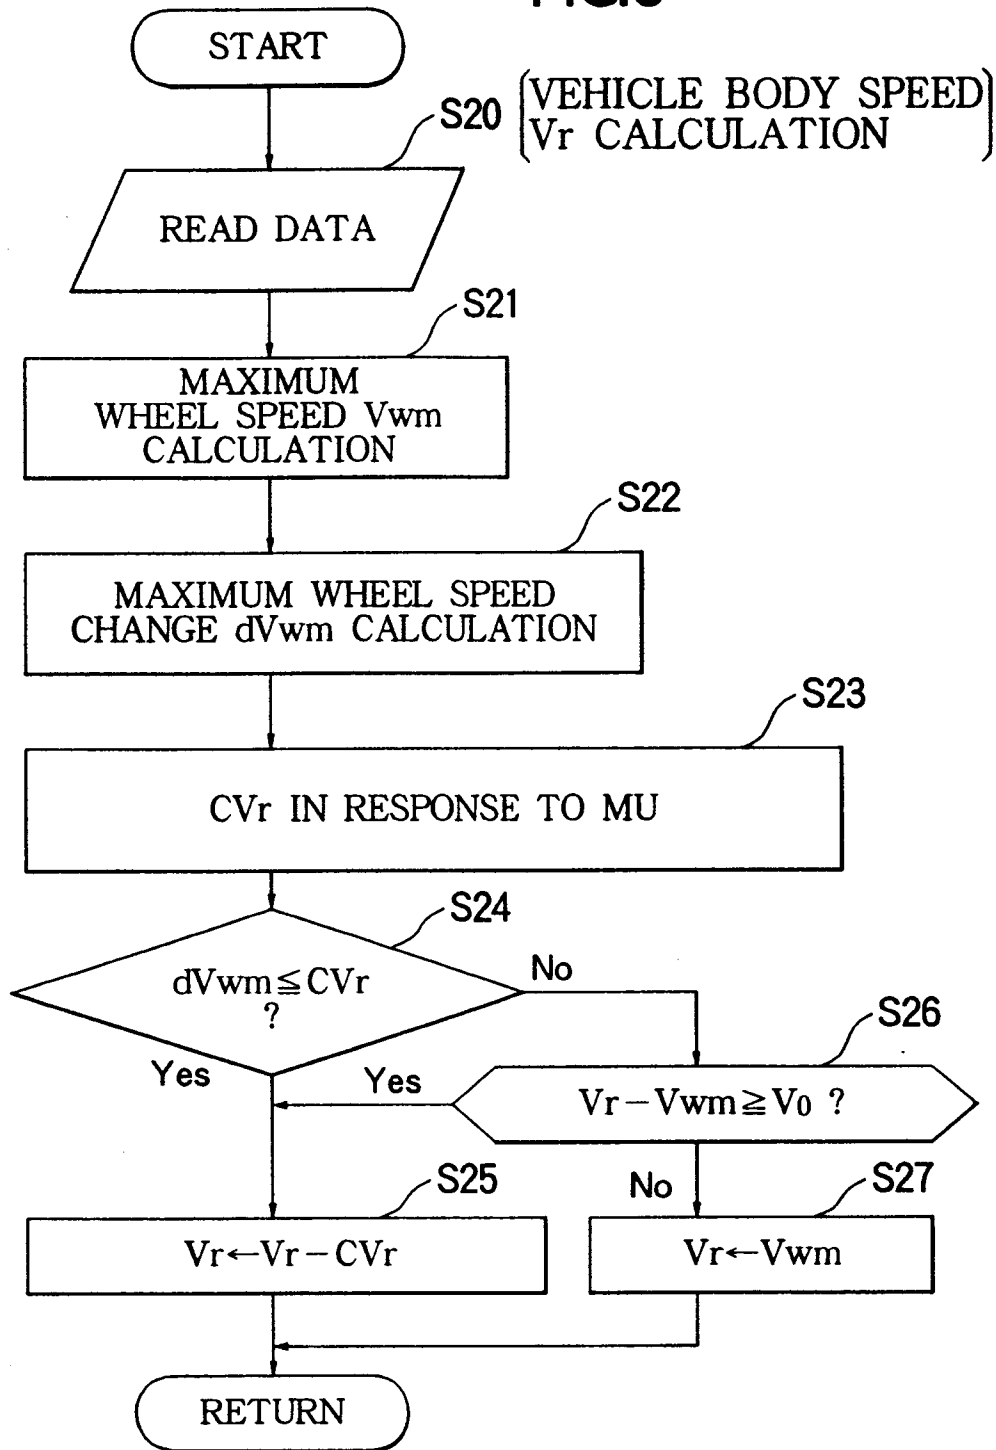 START
S20
VEHICLE BODY SPEED
Vr CALCULATION
READ DATA
S21
MAXIMUM
WHEEL SPEED Vwm
CALCULATION
S22
MAXIMUM WHEEL SPEED
CHANGE dVwm CALCULATION
S23
CVr IN RESPONSE TO MU
S24
dVwm≦CVr
?
No
Yes
S26
Yes
Vr−Vwm≧V0 ?
S25
No
S27
Vr←Vr−CVr
Vr←Vwm
RETURN